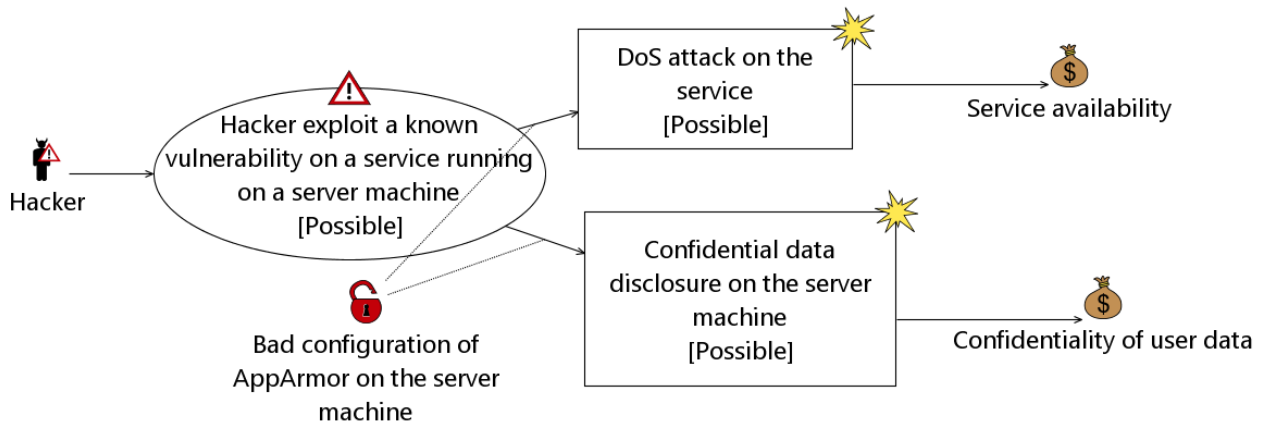 Hacker
Hacker exploit a known
vulnerability on a service running
on a server machine
[Possible]
Bad configuration of
AppArmor on the server
machine
DoS attack on the
service
[Possible]
Service availability
Confidential data
disclosure on the server
machine
[Possible]
Confidentiality of user data